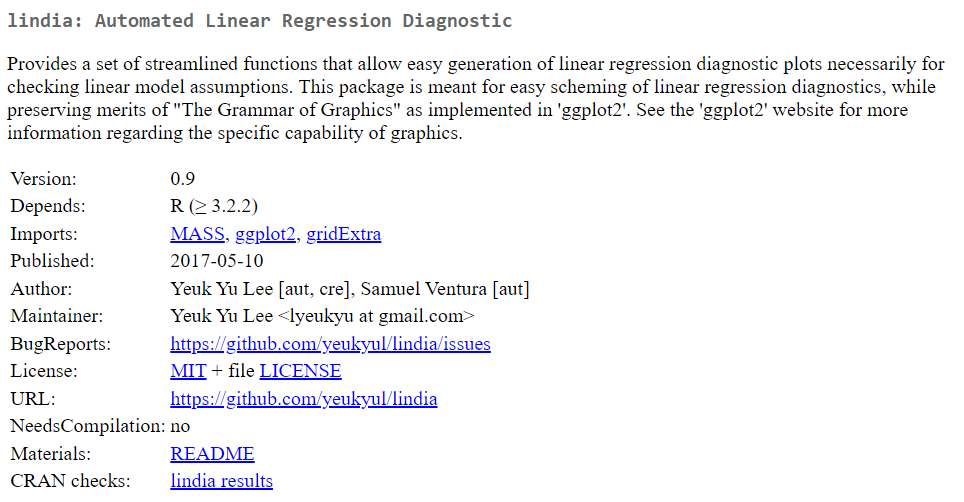 lindia: Automated Linear Regression Diagnostic
Provides a set of streamlined functions that allow easy generation of linear regression diagnostic plots necessarily for
checking linear model assumptions. This package is meant for easy scheming of linear regression diagnostics, while
preserving merits of "The Grammar of Graphics" as implemented in 'ggplot2'. See the 'ggplot2' website for more
information regarding the specific capability of graphics.
Version: 0.9
Depends: R (≥ 3.2.2)
Imports: MASS, ggplot2, gridExtra
Published: 2017-05-10
Author: Yeuk Yu Lee [aut, cre], Samuel Ventura [aut]
Maintainer: Yeuk Yu Lee <lyeukyu at gmail.com>
BugReports: https://github.com/yeukyul/lindia/issues
License: MIT + file LICENSE
URL: https://github.com/yeukyul/lindia
NeedsCompilation: no
Materials: README
CRAN checks: lindia results